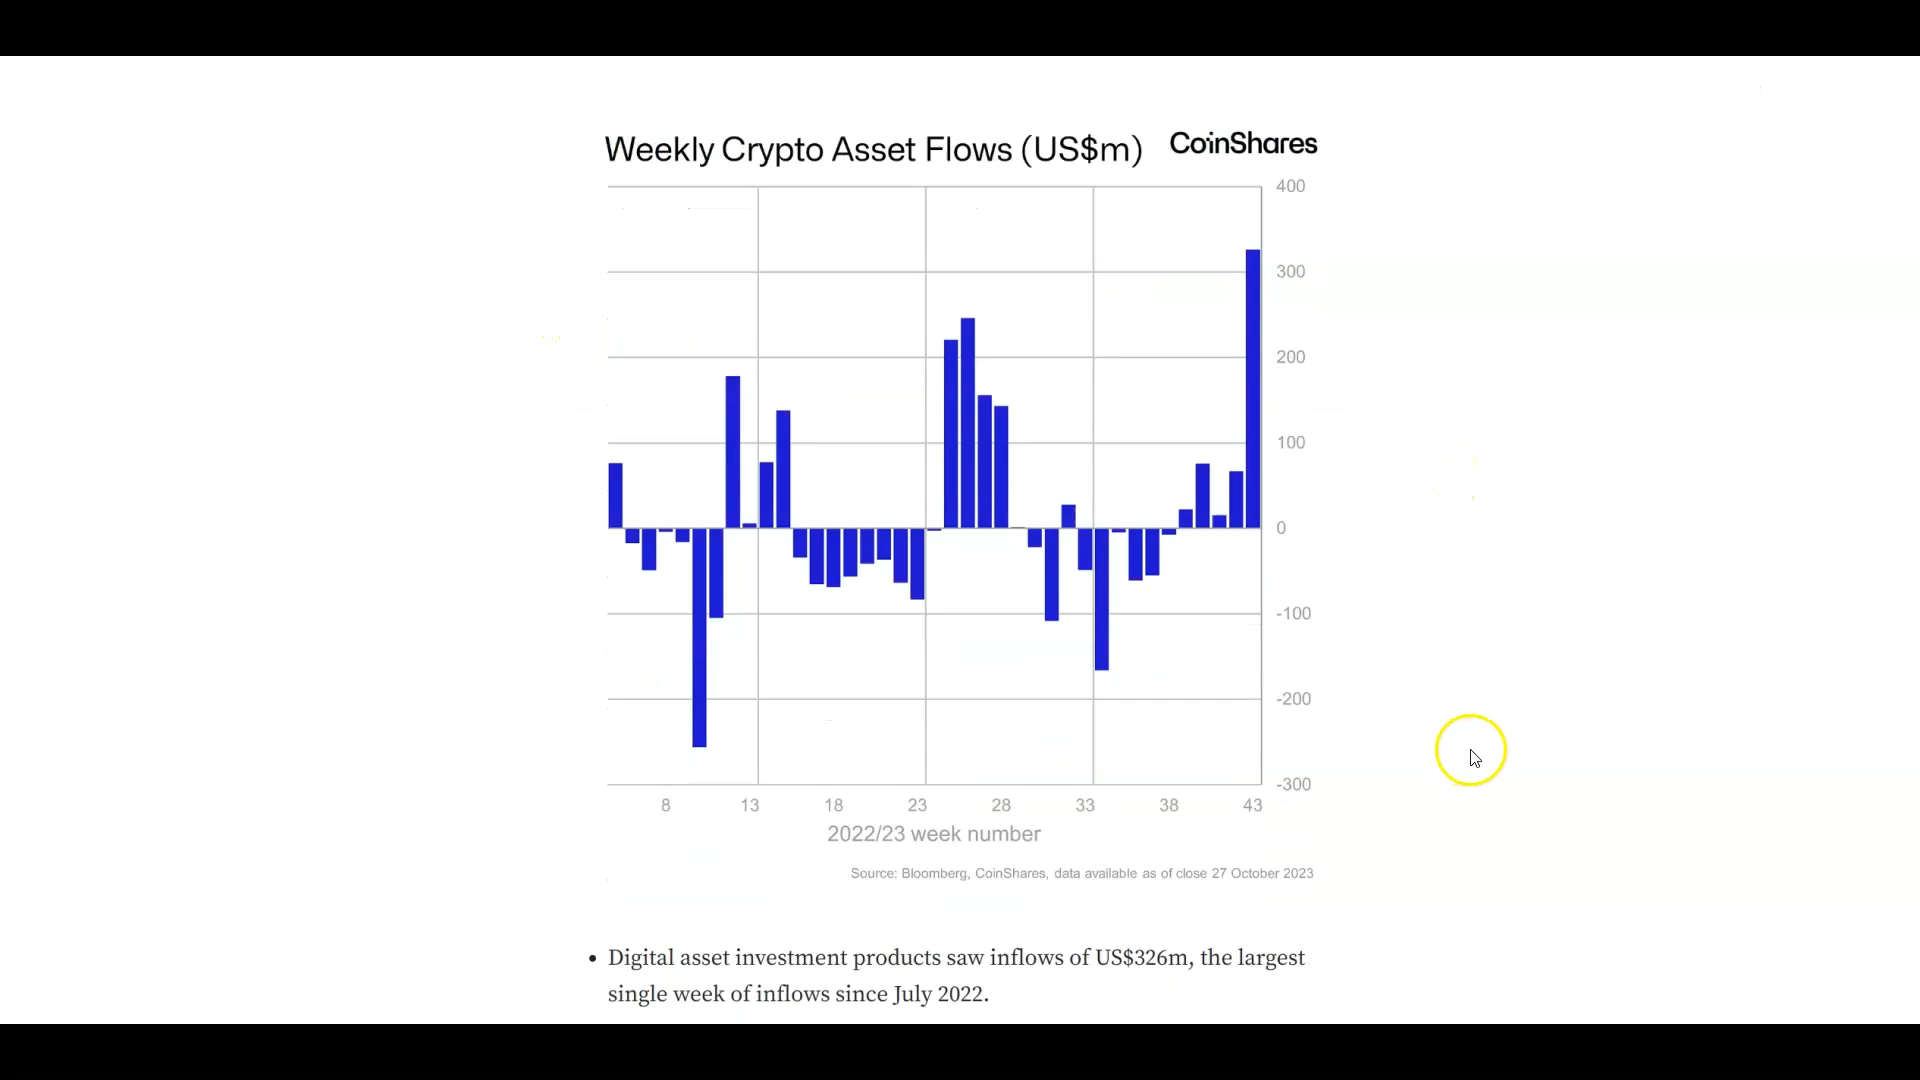 Weekly Crypto Asset Flows (US$m)
CoinShares
400
300
200
100
0
-100
-200
-300
8 13 18 23 28 33 38 43
2022/23 week number
Source: Bloomberg, CoinShares, data available as of close 27 October 2023
• Digital asset investment products saw inflows of US$326m, the largest
single week of inflows since July 2022.